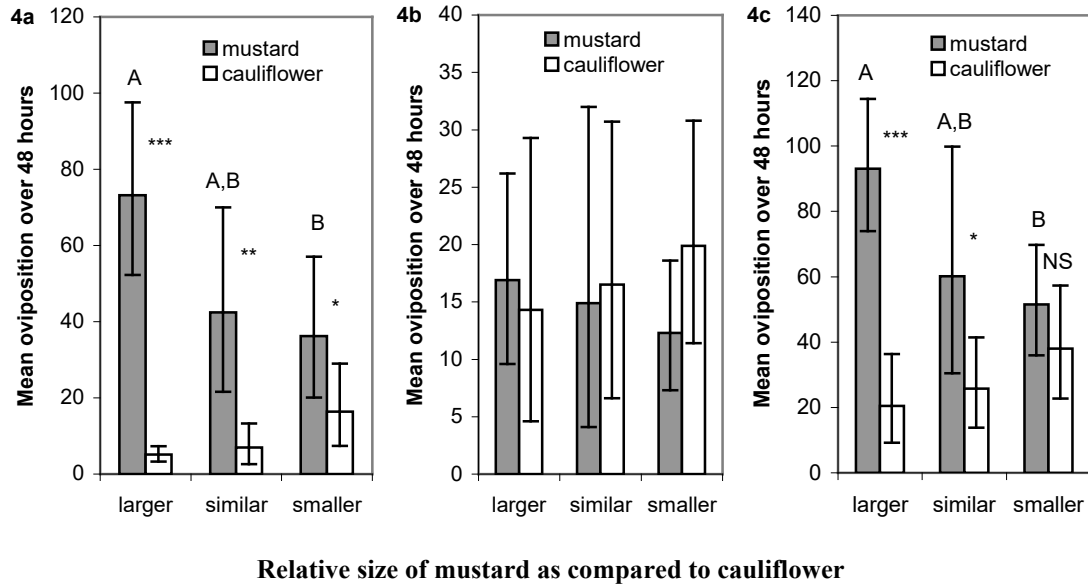 4a
Mean oviposition over 48 hours
120
100
80
60
40
20
0
mustard
cauliflower
A
***
A,B
**
B
*
larger similar smaller
4b
Mean oviposition over 48 hours
40
35
30
25
20
15
10
5
0
mustard
cauliflower
larger similar smaller
4c
Mean oviposition over 48 hours
140
120
100
80
60
40
20
0
mustard
cauliflower
A
***
A,B
*
B
NS
larger similar smaller
Relative size of mustard as compared to cauliflower